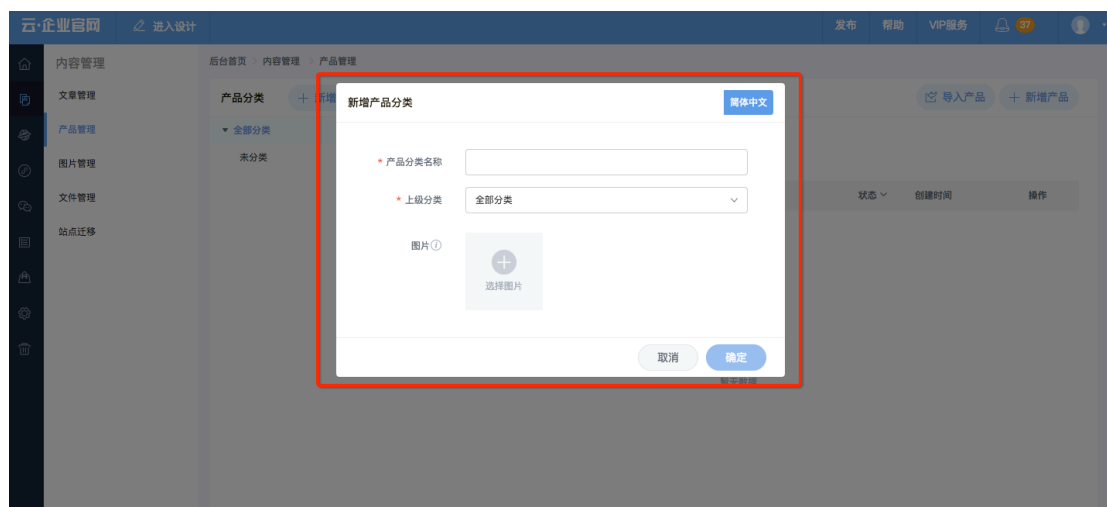 云·企业官网 进入设计 发布 帮助 VIP服务 37
内容管理
文章管理
产品管理
图片管理
文件管理
站点迁移
后台首页 > 内容管理 > 产品管理
产品分类 + 新增 导入产品 + 新增产品
全部分类
未分类
状态 创建时间 操作
新增产品分类 简体中文
* 产品分类名称
* 上级分类 全部分类
图片
选择图片
取消 确定
暂无数据